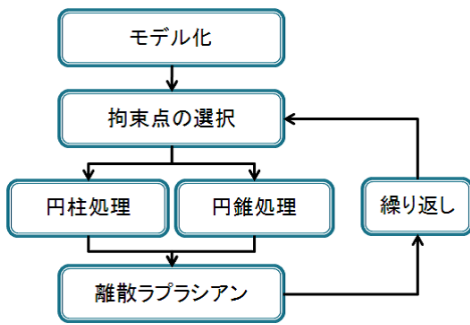 モデル化
拘束点の選択
円柱処理
円錐処理
繰り返し
離散ラプラシアン